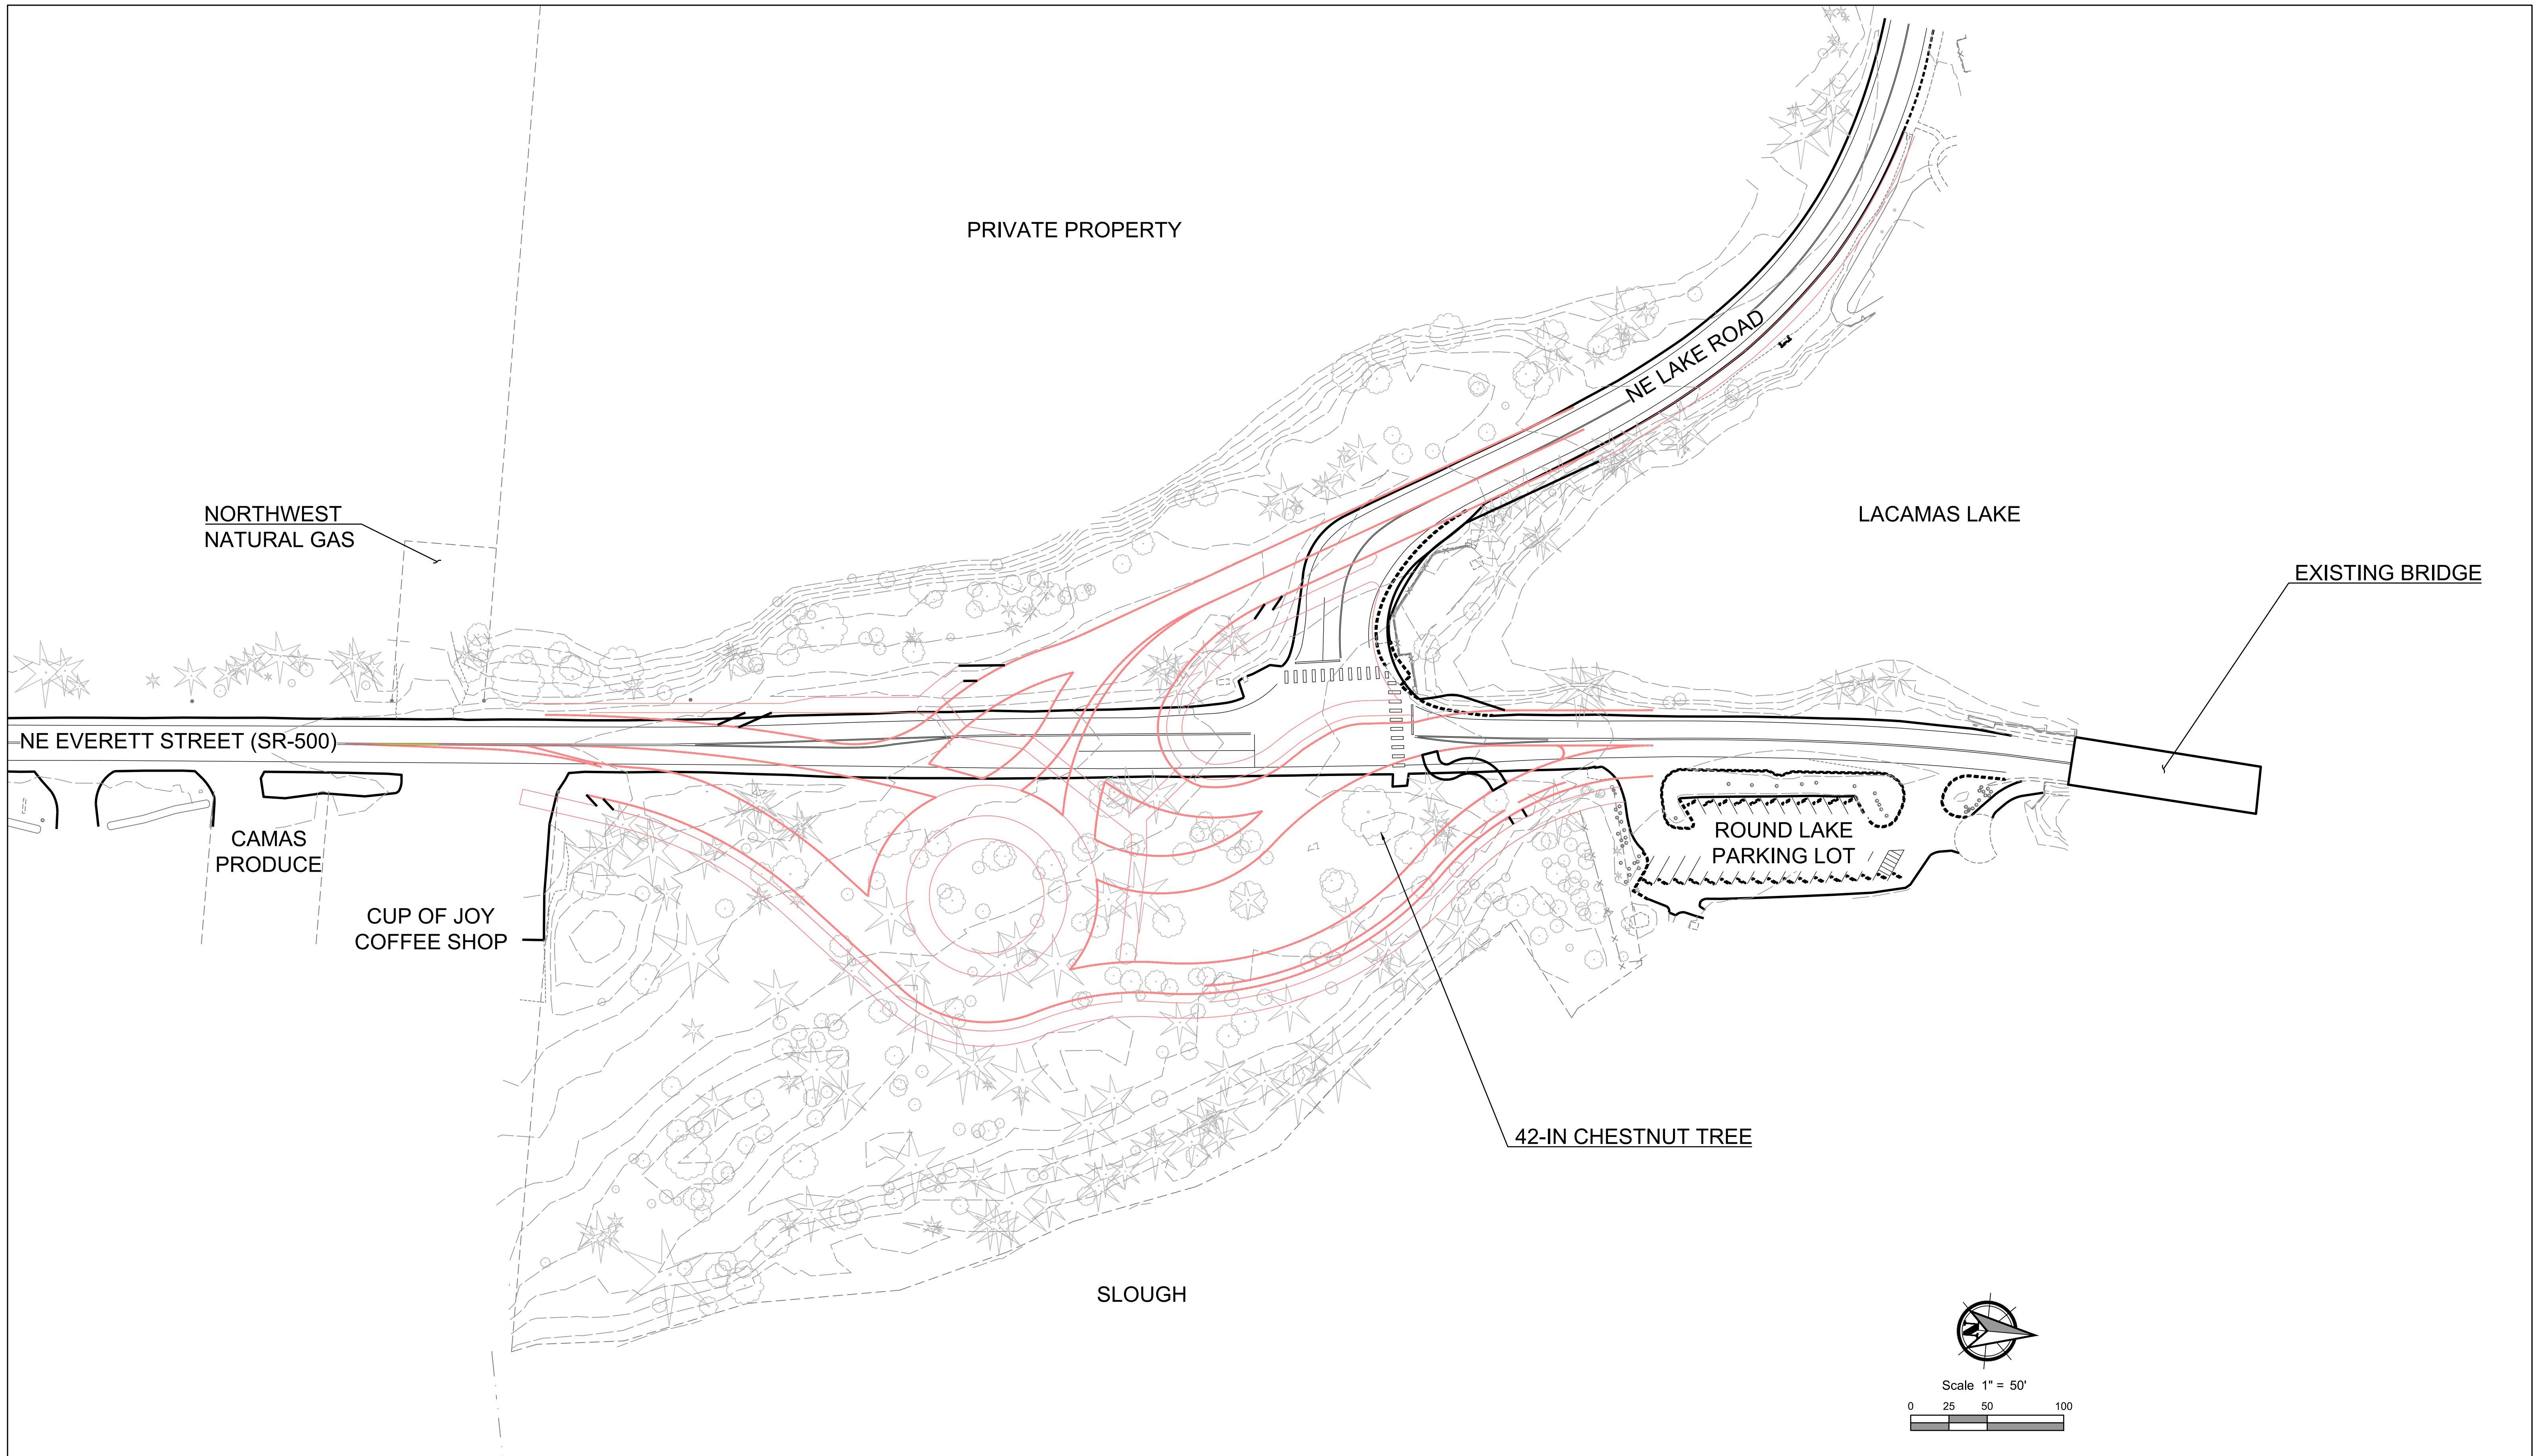 PRIVATE PROPERTY
NE LAKE ROAD
NORTHWEST
NATURAL GAS
LACAMAS LAKE
EXISTING BRIDGE
NE EVERETT STREET (SR-500)
CAMAS
PRODUCE
ROUND LAKE
PARKING LOT
CUP OF JOY
COFFEE SHOP
42-IN CHESTNUT TREE
SLOUGH
N
Scale 1" = 50'
0 25 50 100